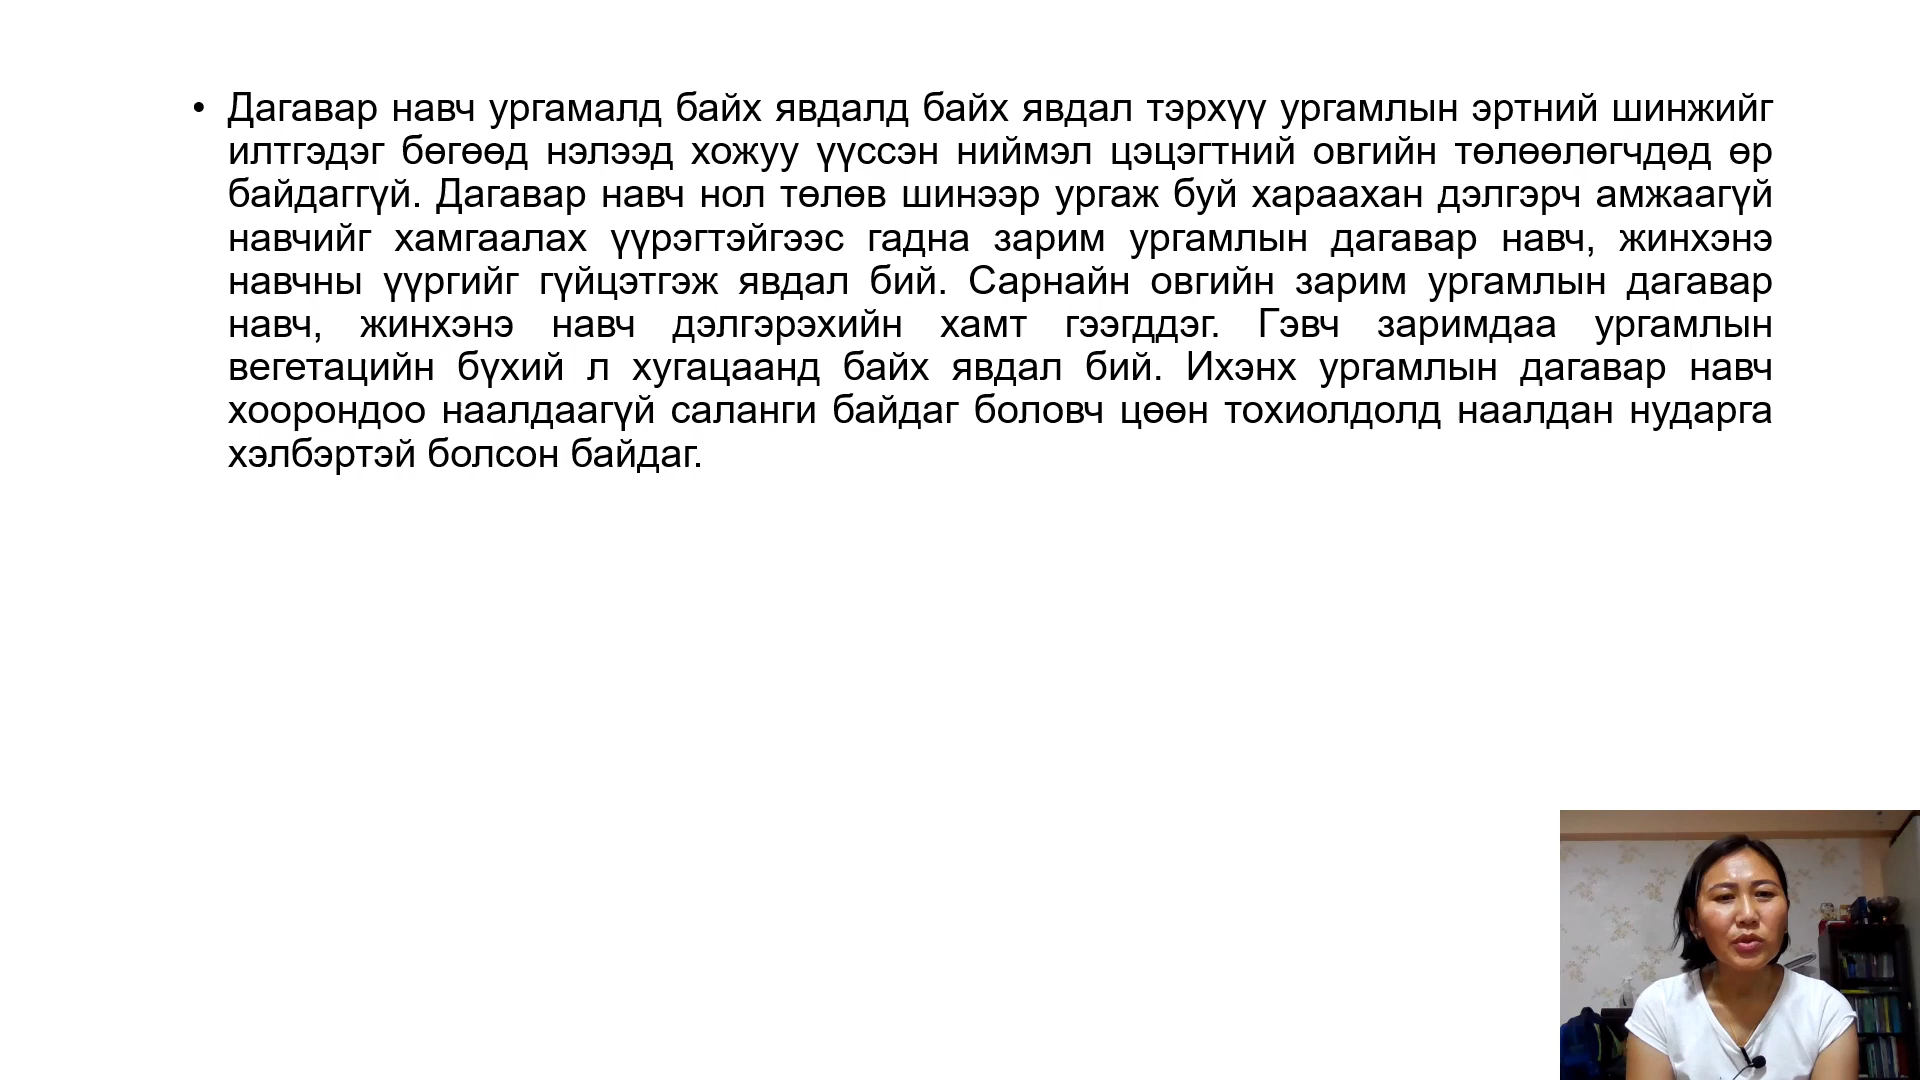 • Дагавар навч ургамалд байх явдалд байх явдал тэрхүү ургамлын эртний шинжийг
илтгэдэг бөгөөд нэлээд хожуу үүссэн ниймэл цэцэгтний овгийн төлөөлөгчдөд өр
байдаггүй. Дагавар навч нол төлөв шинээр ургаж буй хараахан дэлгэрч амжаагүй
навчийг хамгаалах үүрэгтэйгээс гадна зарим ургамлын дагавар навч, жинхэнэ
навчны үүргийг гүйцэтгэж явдал бий. Сарнайн овгийн зарим ургамлын дагавар
навч, жинхэнэ навч дэлгэрэхийн хамт гээгддэг. Гэвч заримдаа ургамлын
вегетацийн бүхий л хугацаанд байх явдал бий. Ихэнх ургамлын дагавар навч
хоорондоо наалдаагүй саланги байдаг боловч цөөн тохиолдолд наалдан нударга
хэлбэртэй болсон байдаг.